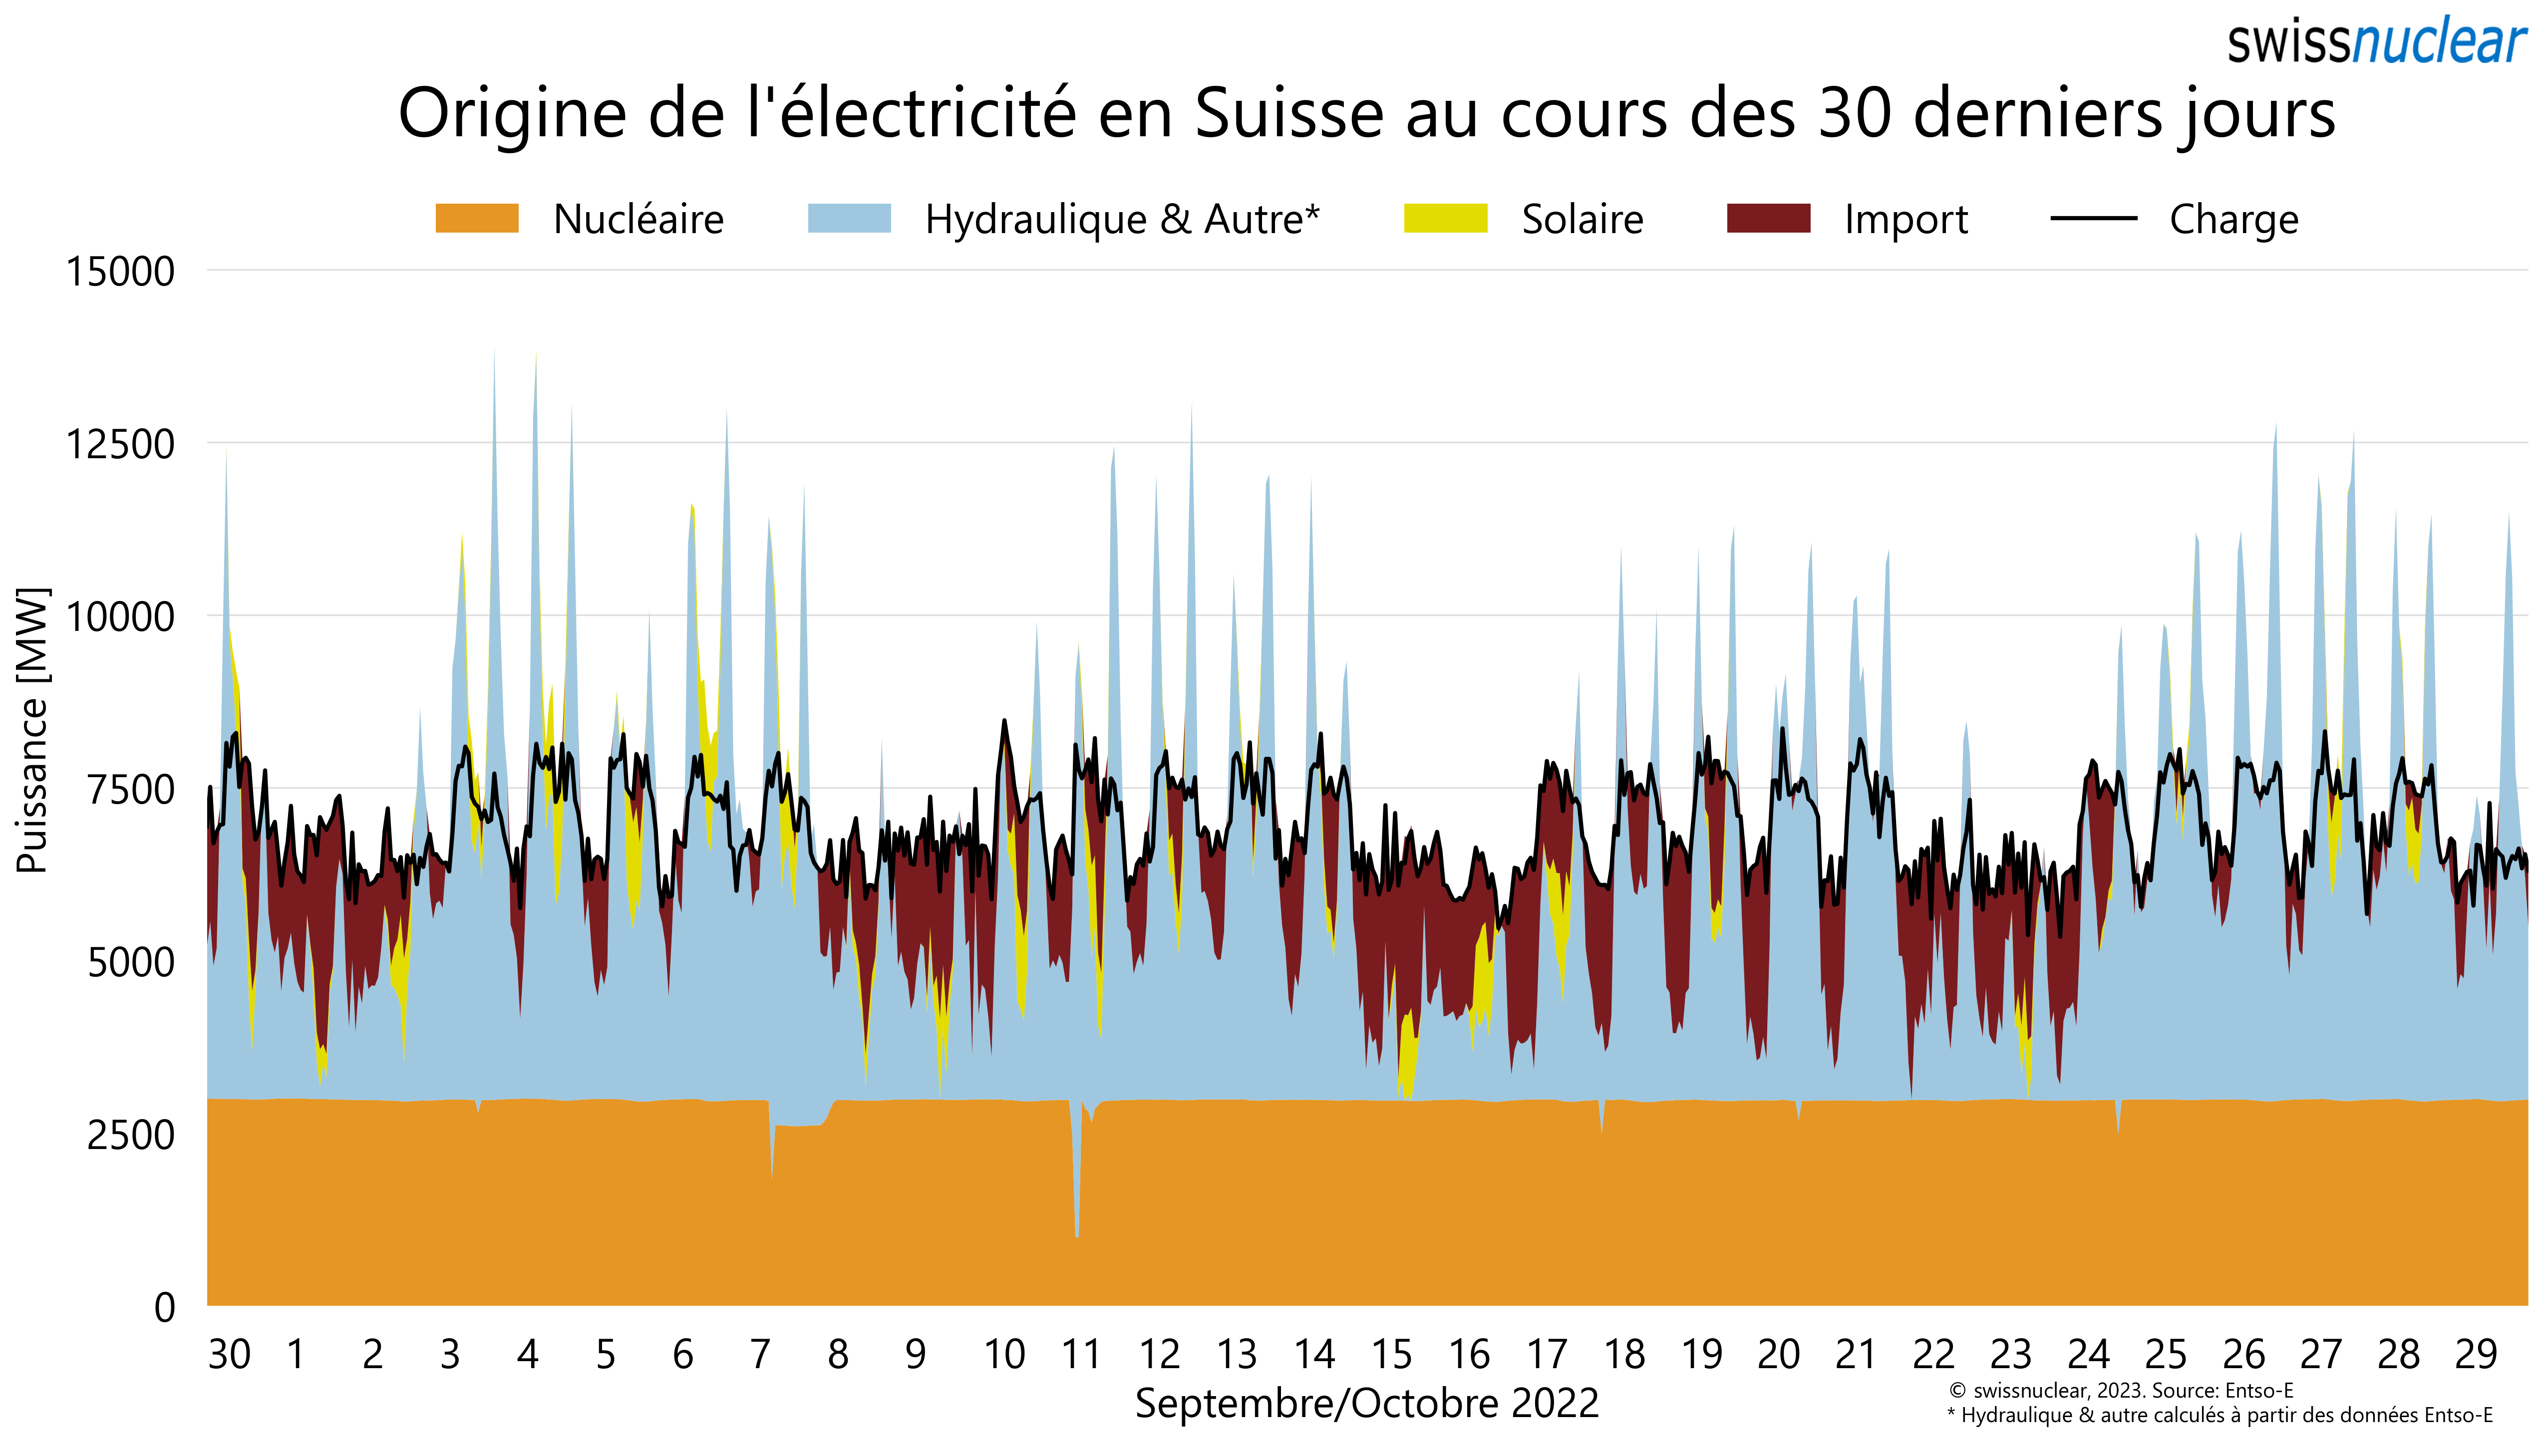 swissnuclear
Origine de l'électricité en Suisse au cours des 30 derniers jours
Nucléaire Hydraulique & Autre* Solaire Import Charge
15000
12500
10000
7500
5000
2500
0
Puissance [MW]
30 1 2 3 4 5 6 7 8 9 10 11 12 13 14 15 16 17 18 19 20 21 22 23 24 25 26 27 28 29
Septembre/Octobre 2022
© swissnuclear, 2023. Source: Entso-E
* Hydraulique & autre calculés à partir des données Entso-E